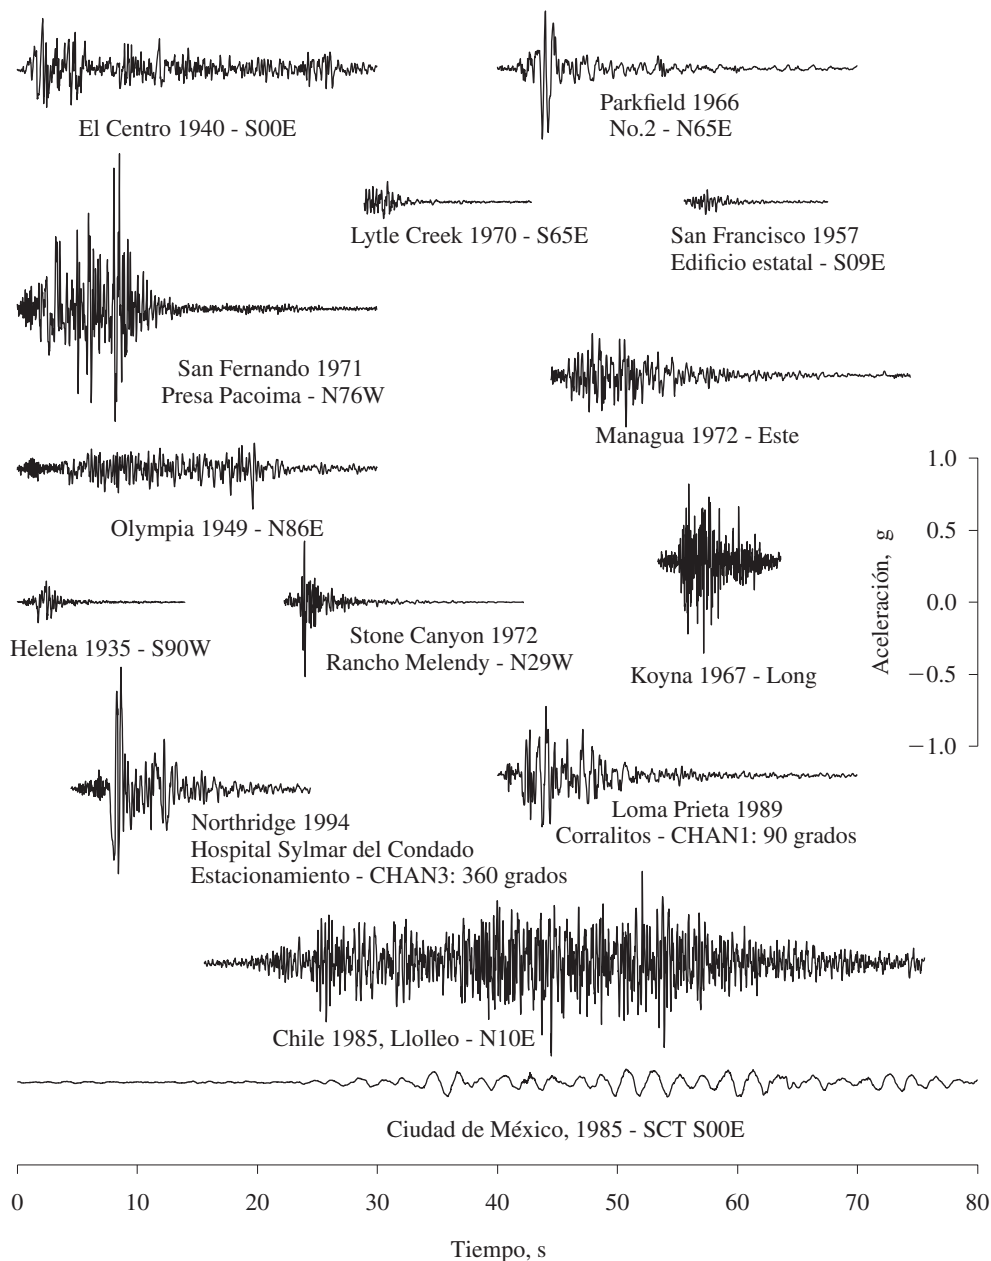 El Centro 1940 - S00E
Parkfield 1966
No.2 - N65E
Lytle Creek 1970 - S65E
San Francisco 1957
Edificio estatal - S09E
San Fernando 1971
Presa Pacoima - N76W
Managua 1972 - Este
Olympia 1949 - N86E
Helena 1935 - S90W
Stone Canyon 1972
Rancho Melendy - N29W
Koyna 1967 - Long
1.0
0.5
0.0
−0.5
−1.0
Aceleración, g
Northridge 1994
Hospital Sylmar del Condado
Estacionamiento - CHAN3: 360 grados
Loma Prieta 1989
Corralitos - CHAN1: 90 grados
Chile 1985, Llolleo - N10E
Ciudad de México, 1985 - SCT S00E
0 10 20 30 40 50 60 70 80
Tiempo, s